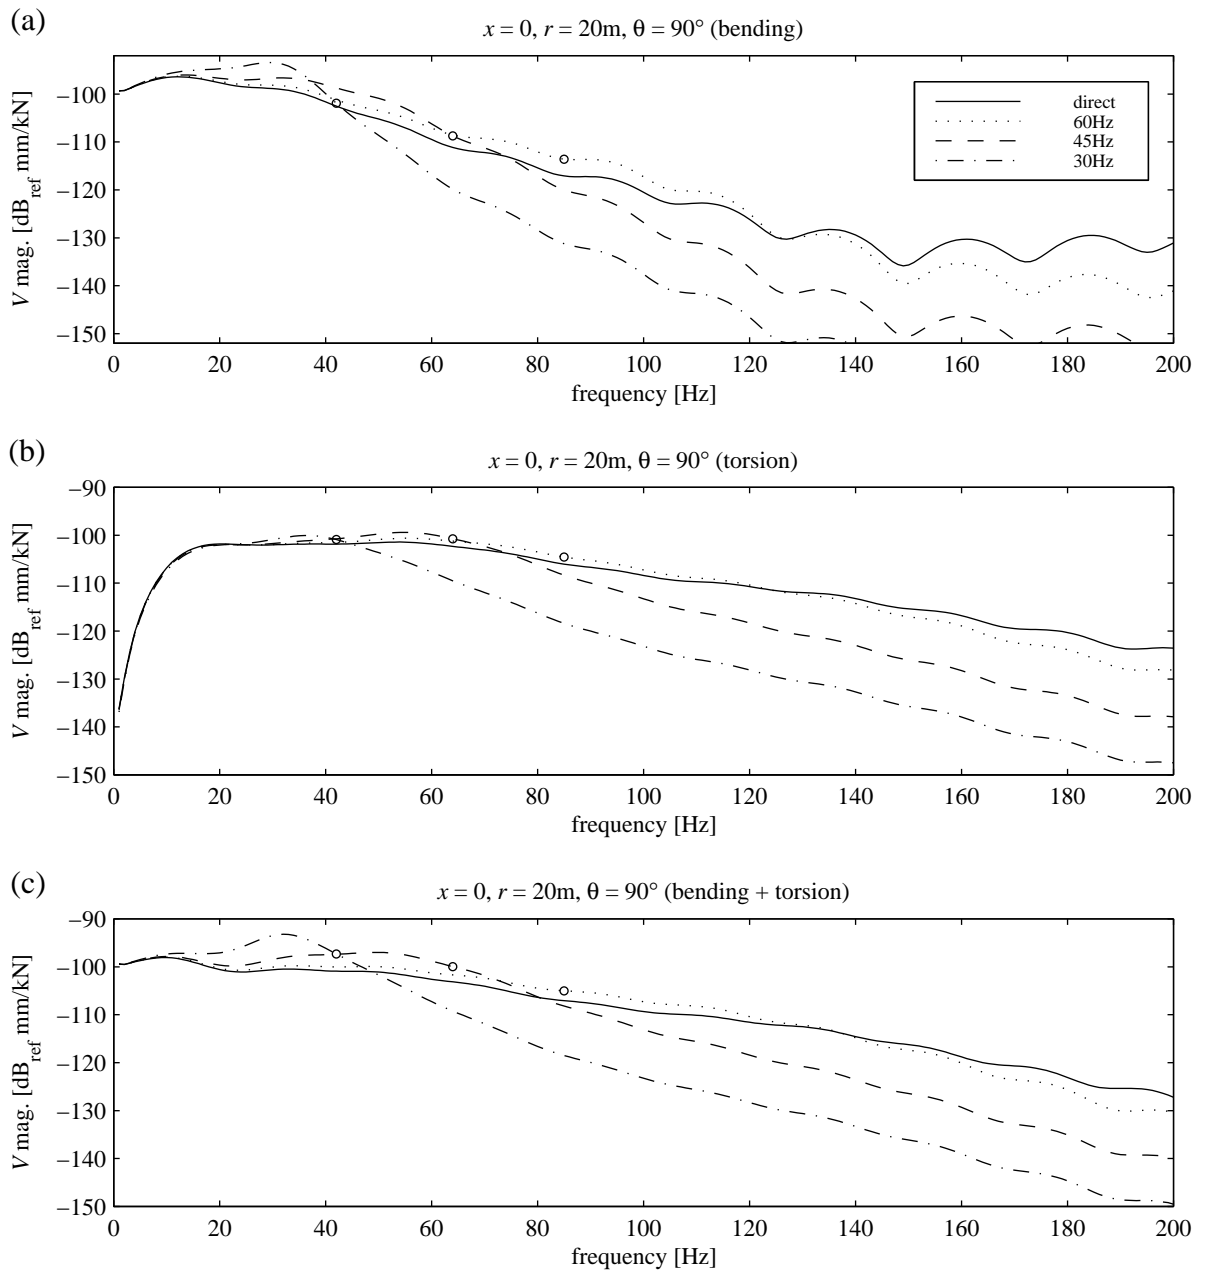 (a)
x = 0, r = 20m, θ = 90° (bending)
V mag. [dB_ref mm/kN]
−100
−110
−120
−130
−140
−150
direct
60Hz
45Hz
30Hz
0 20 40 60 80 100 120 140 160 180 200
frequency [Hz]
(b)
x = 0, r = 20m, θ = 90° (torsion)
V mag. [dB_ref mm/kN]
−90
−100
−110
−120
−130
−140
−150
0 20 40 60 80 100 120 140 160 180 200
frequency [Hz]
(c)
x = 0, r = 20m, θ = 90° (bending + torsion)
V mag. [dB_ref mm/kN]
−90
−100
−110
−120
−130
−140
−150
0 20 40 60 80 100 120 140 160 180 200
frequency [Hz]